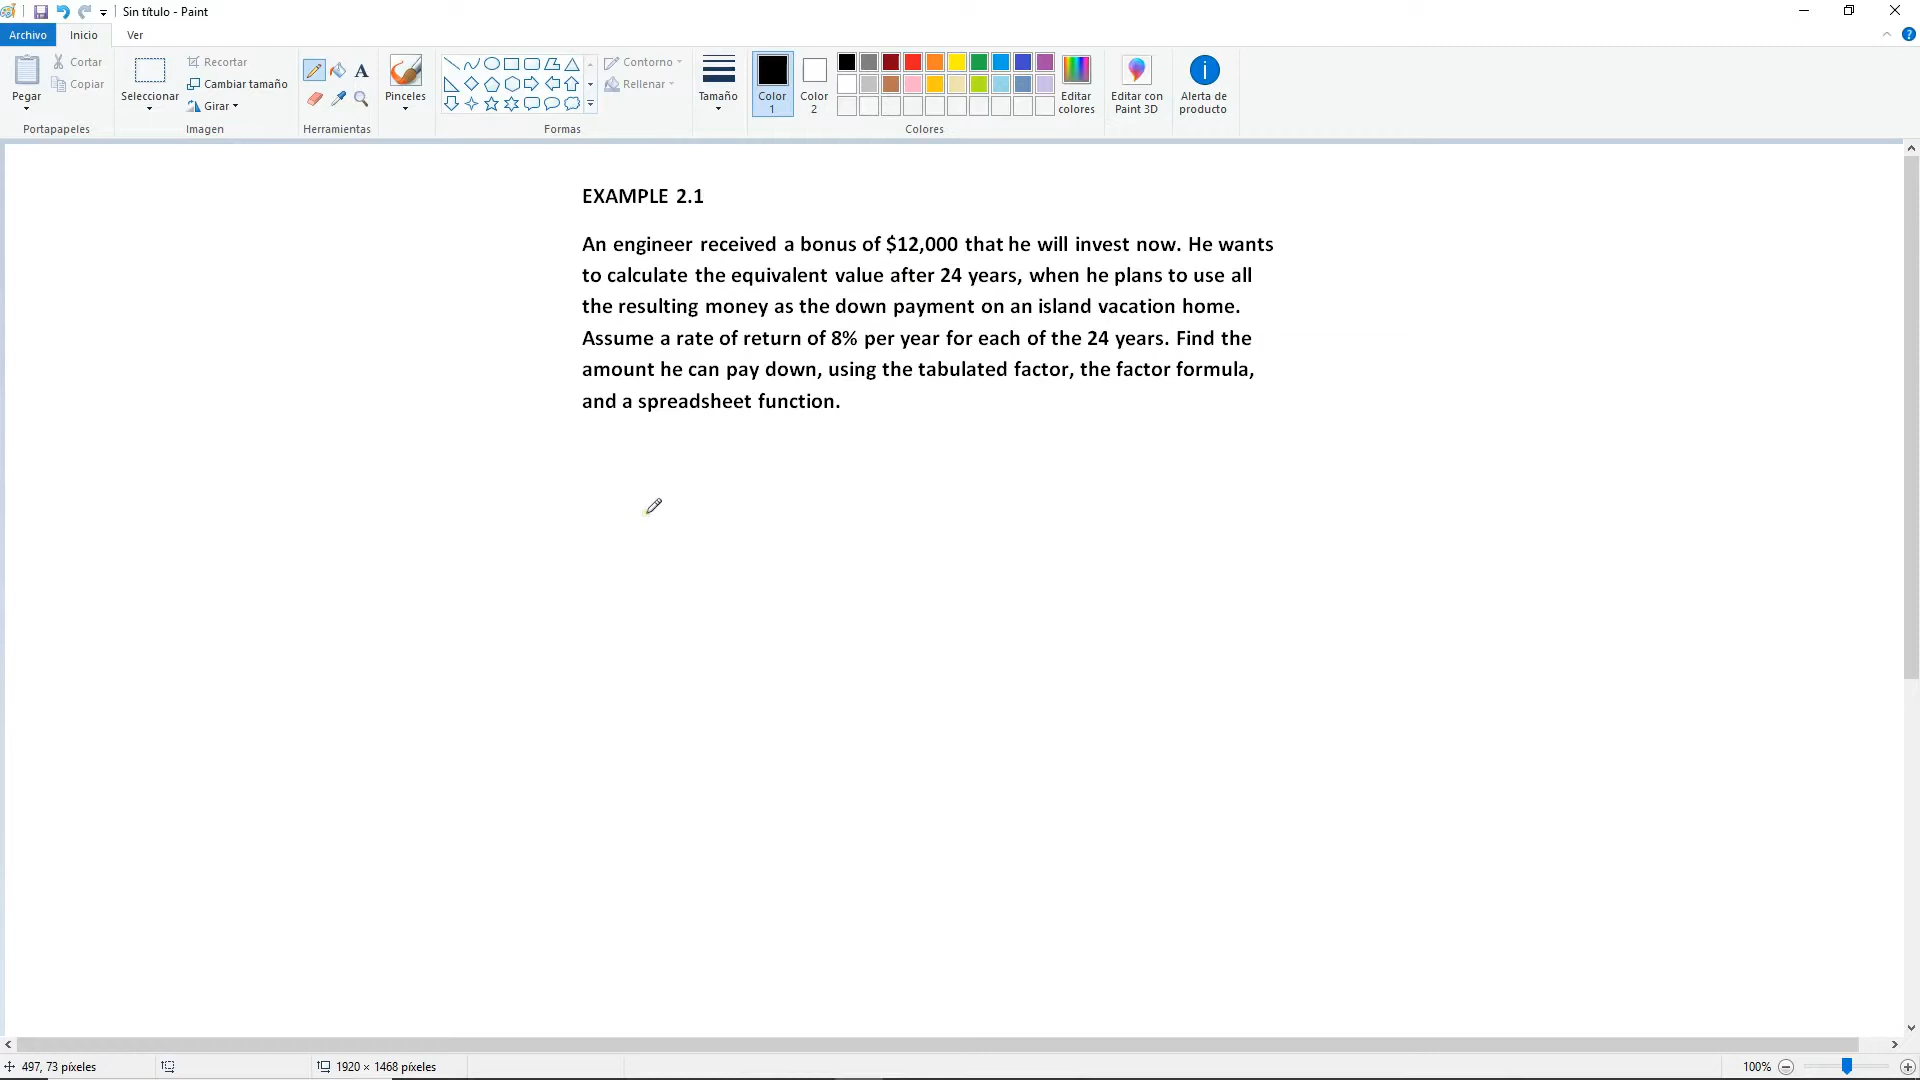 Sin título - Paint
Archivo Inicio Ver
Pegar
Cortar
Copiar
Portapapeles
Seleccionar
Recortar
Cambiar tamaño
Girar
Imagen
A
Herramientas
Pinceles
Formas
Contorno
Rellenar
Tamaño
Color
1
Color
2
Colores
Editar
colores
Editar con
Paint 3D
Alerta de
producto
EXAMPLE 2.1
An engineer received a bonus of $12,000 that he will invest now. He wants
to calculate the equivalent value after 24 years, when he plans to use all
the resulting money as the down payment on an island vacation home.
Assume a rate of return of 8% per year for each of the 24 years. Find the
amount he can pay down, using the tabulated factor, the factor formula,
and a spreadsheet function.
497, 73 píxeles
1920 × 1468 píxeles
100%